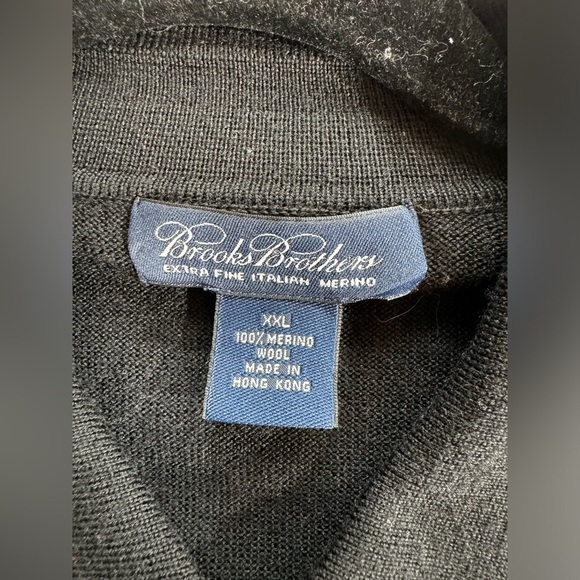 Brooks Brothers
EXTRA FINE ITALIAN MERINO
XXL
100% MERINO
WOOL
MADE IN
HONG KONG